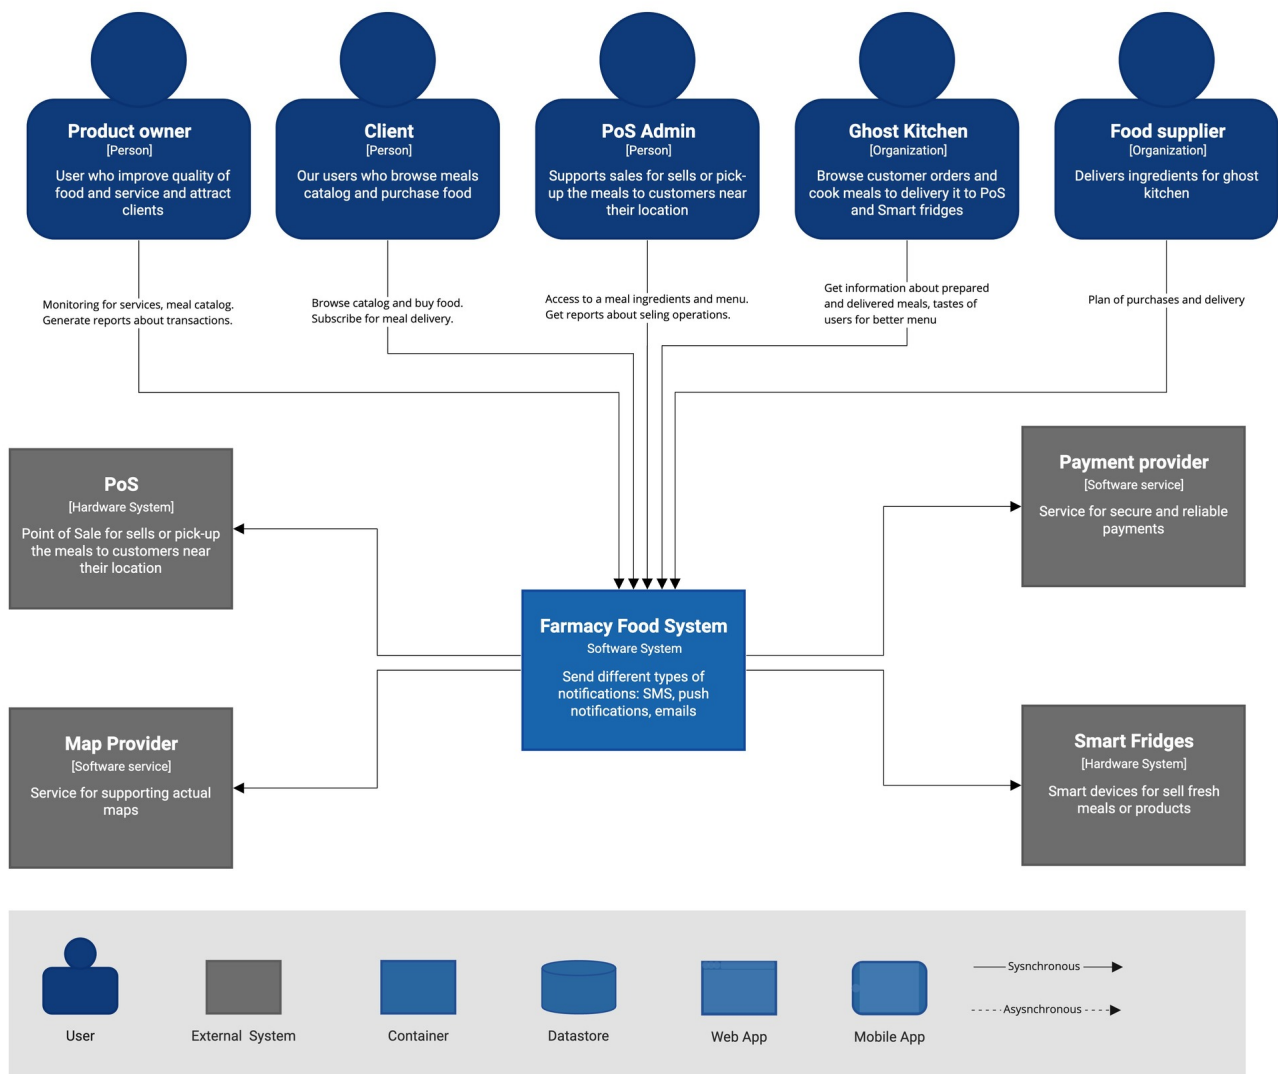 Product owner
[Person]
User who improve quality of
food and service and attract
clients
Client
[Person]
Our users who browse meals
catalog and purchase food
PoS Admin
[Person]
Supports sales for sells or pick-
up the meals to customers near
their location
Ghost Kitchen
[Organization]
Browse customer orders and
cook meals to delivery it to PoS
and Smart fridges
Food supplier
[Organization]
Delivers ingredients for ghost
kitchen
Monitoring for services, meal catalog.
Generate reports about transactions.
Browse catalog and buy food.
Subscribe for meal delivery.
Access to a meal ingredients and menu.
Get reports about seling operations.
Get information about prepared
and delivered meals, tastes of
users for better menu
Plan of purchases and delivery
PoS
[Hardware System]
Point of Sale for sells or pick-up
the meals to customers near
their location
Payment provider
[Software service]
Service for secure and reliable
payments
Farmacy Food System
Software System
Send different types of
notifications: SMS, push
notifications, emails
Map Provider
[Software service]
Service for supporting actual
maps
Smart Fridges
[Hardware System]
Smart devices for sell fresh
meals or products
User
External System
Container
Datastore
Web App
Mobile App
Sysnchronous
Asysnchronous